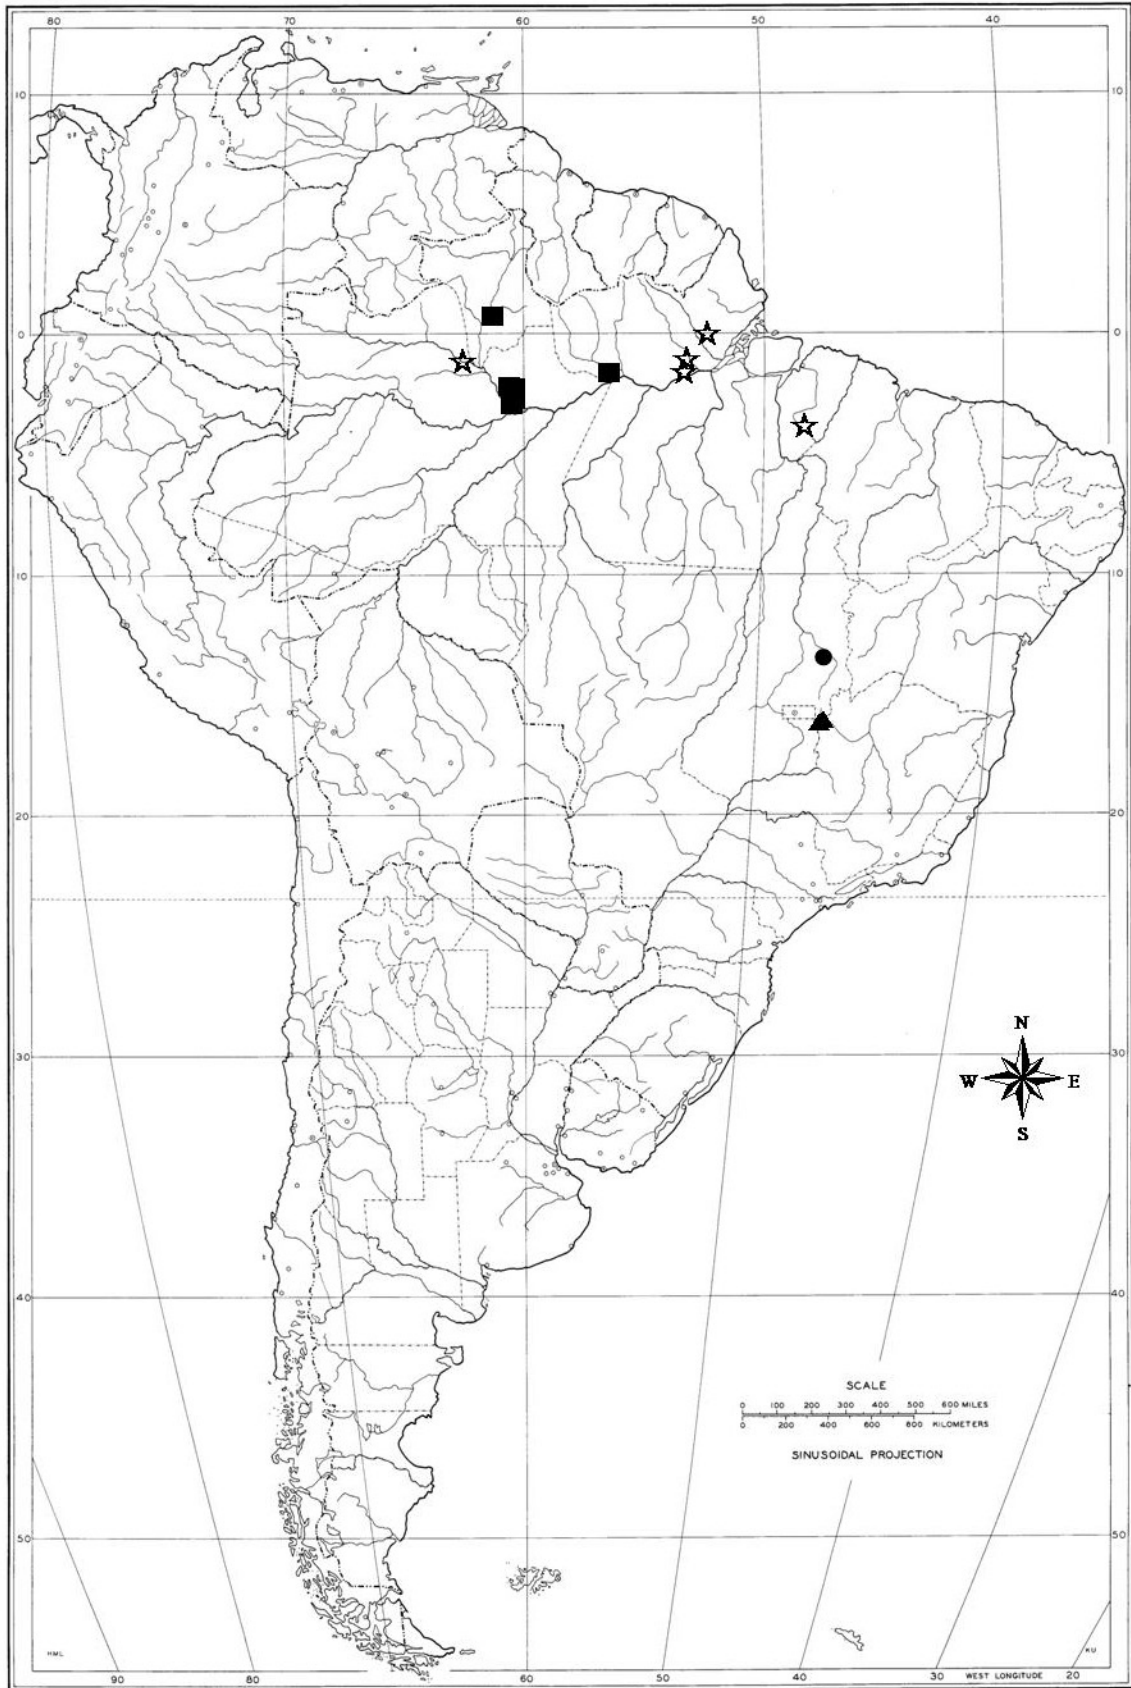 80 70 60 50 40
10 10
0 0
10 10
20 20
N
30 30
W E
S
SCALE
0 100 200 300 400 500 600 MILES
0 200 400 600 800 KILOMETERS
SINUSOIDAL PROJECTION
40 40
50 50
HML KU
90 80 70 60 50 40 30 WEST LONGITUDE 20